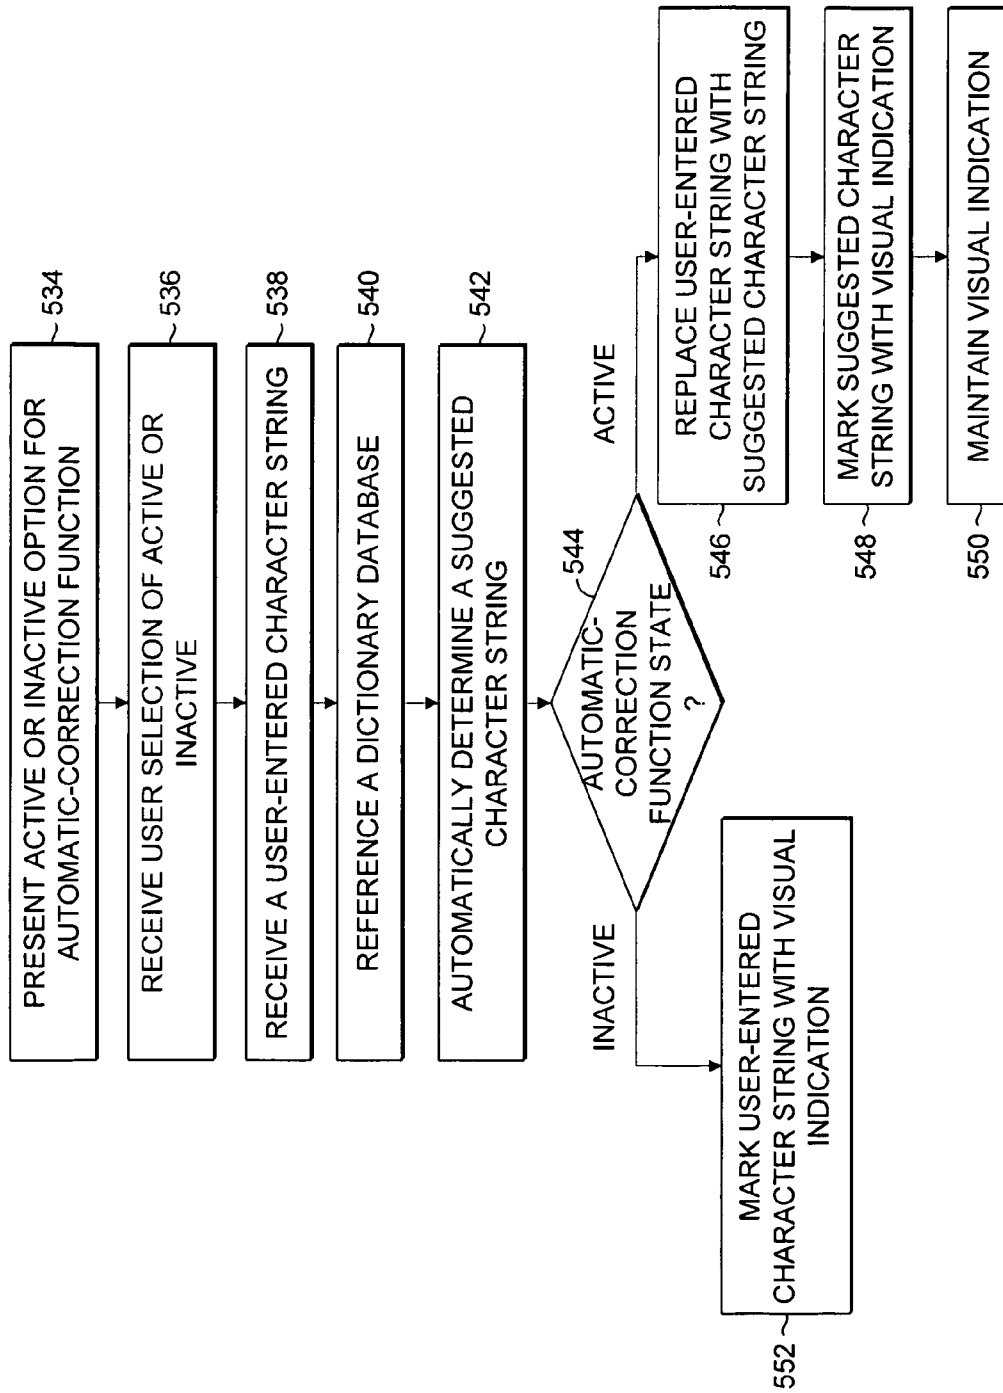 PRESENT ACTIVE OR INACTIVE OPTION FOR
AUTOMATIC-CORRECTION FUNCTION
534
RECEIVE USER SELECTION OF ACTIVE OR
INACTIVE
536
RECEIVE A USER-ENTERED CHARACTER STRING
538
REFERENCE A DICTIONARY DATABASE
540
AUTOMATICALLY DETERMINE A SUGGESTED
CHARACTER STRING
542
544
AUTOMATIC-
CORRECTION
FUNCTION STATE
?
INACTIVE
ACTIVE
REPLACE USER-ENTERED
CHARACTER STRING WITH
SUGGESTED CHARACTER STRING
546
MARK SUGGESTED CHARACTER
STRING WITH VISUAL INDICATION
548
MAINTAIN VISUAL INDICATION
550
MARK USER-ENTERED
CHARACTER STRING WITH VISUAL
INDICATION
552